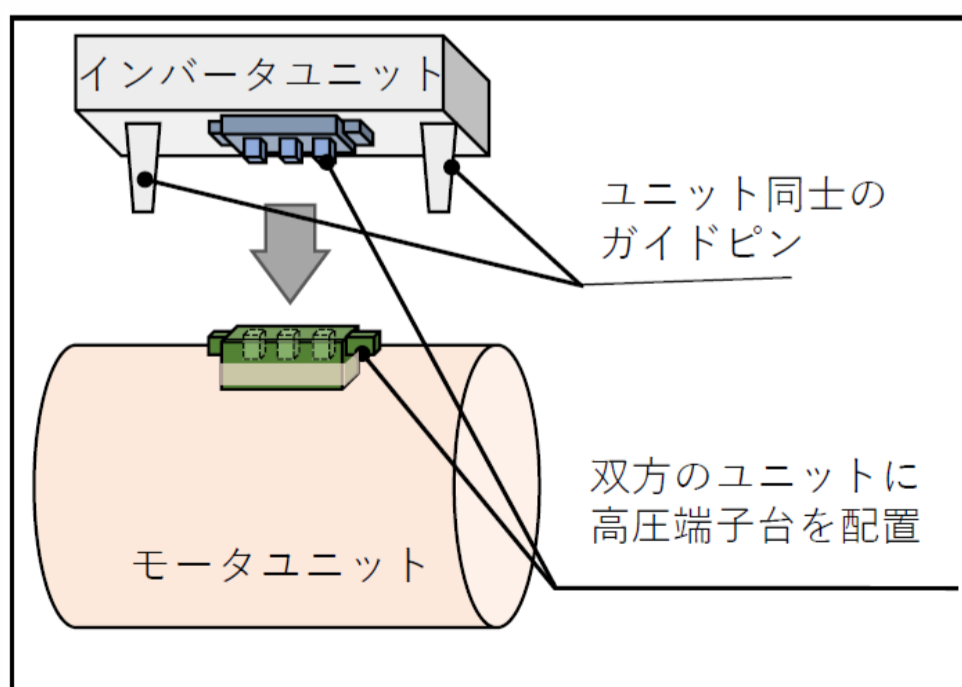 インバータユニット
ユニット同士の
ガイドピン
双方のユニットに
高圧端子台を配置
モータユニット